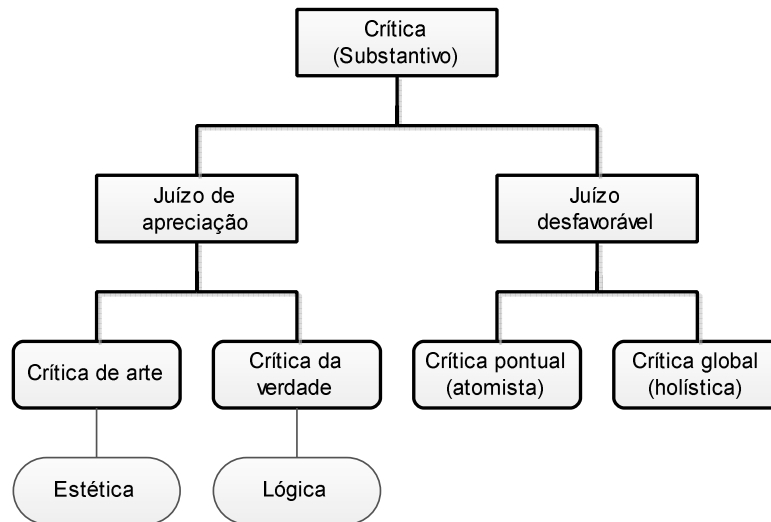 Crítica
(Substantivo)
Juízo de
apreciação
Juízo
desfavorável
Crítica de arte
Crítica da
verdade
Crítica pontual
(atomista)
Crítica global
(holística)
Estética
Lógica